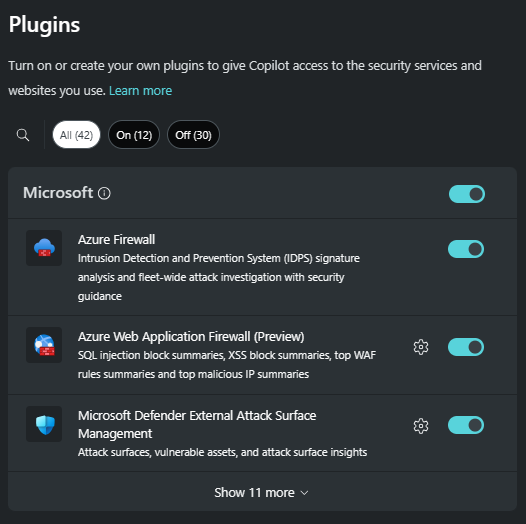 Plugins
Turn on or create your own plugins to give Copilot access to the security services and
websites you use. Learn more
All (42) On (12) Off (30)
Microsoft
Azure Firewall
Intrusion Detection and Prevention System (IDPS) signature
analysis and fleet-wide attack investigation with security
guidance
Azure Web Application Firewall (Preview)
SQL injection block summaries, XSS block summaries, top WAF
rules summaries and top malicious IP summaries
Microsoft Defender External Attack Surface
Management
Attack surfaces, vulnerable assets, and attack surface insights
Show 11 more